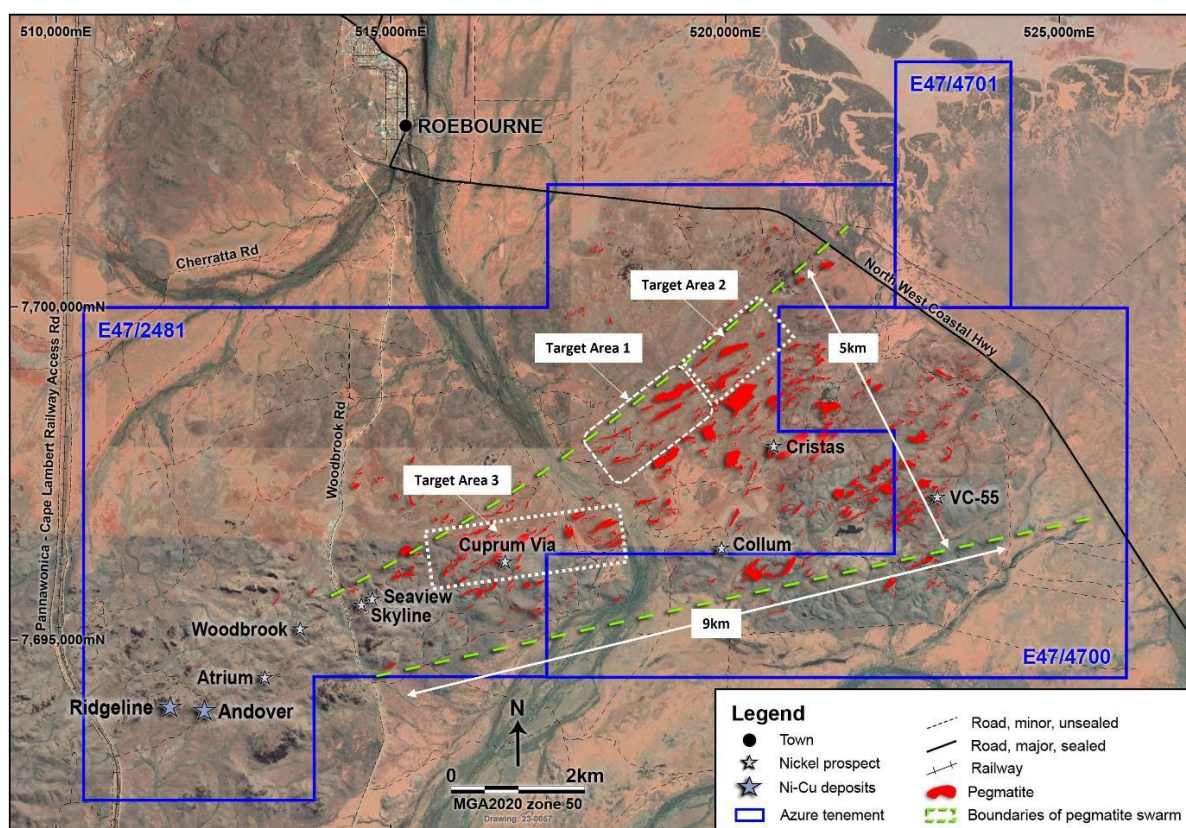 510,000mE
515,000mE
520,000mE
525,000mE
E47/4701
ROEBOURNE
Cherratta Rd
North West Coastal Hwy
Target Area 2
7,700,000mN
E47/2481
Target Area 1
5km
Pannawonica - Cape Lambert Railway Access Rd
Woodbrook Rd
Cristas
Target Area 3
VC-55
Cuprum Via
Collum
Seaview
Skyline
Woodbrook
9km
7,695,000mN
E47/4700
Atrium
Ridgeline
Andover
N
0 2km
MGA2020 zone 50
Drawing: 23-0057
Legend
Town
Nickel prospect
Ni-Cu deposits
Azure tenement
Road, minor, unsealed
Road, major, sealed
Railway
Pegmatite
Boundaries of pegmatite swarm